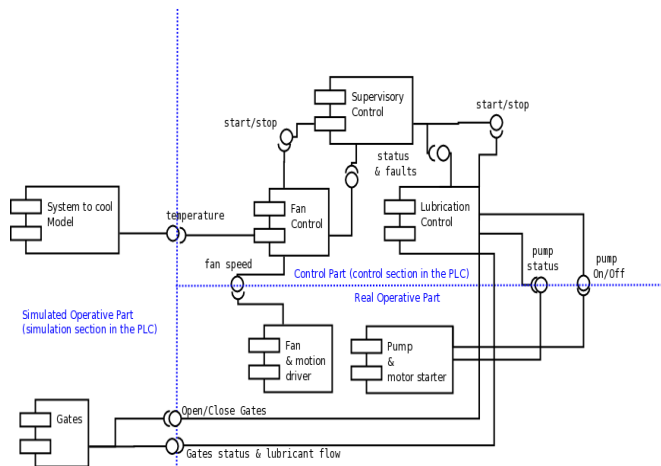 Supervisory
Control
start/stop
start/stop
status
& faults
System to cool
Model
temperature
Fan
Control
Lubrication
Control
fan speed
Control Part (control section in the PLC)
pump
status
pump
On/Off
Real Operative Part
Simulated Operative Part
(simulation section in the PLC)
Fan
& motion
driver
Pump
&
motor starter
Gates
Open/Close Gates
Gates status & lubricant flow